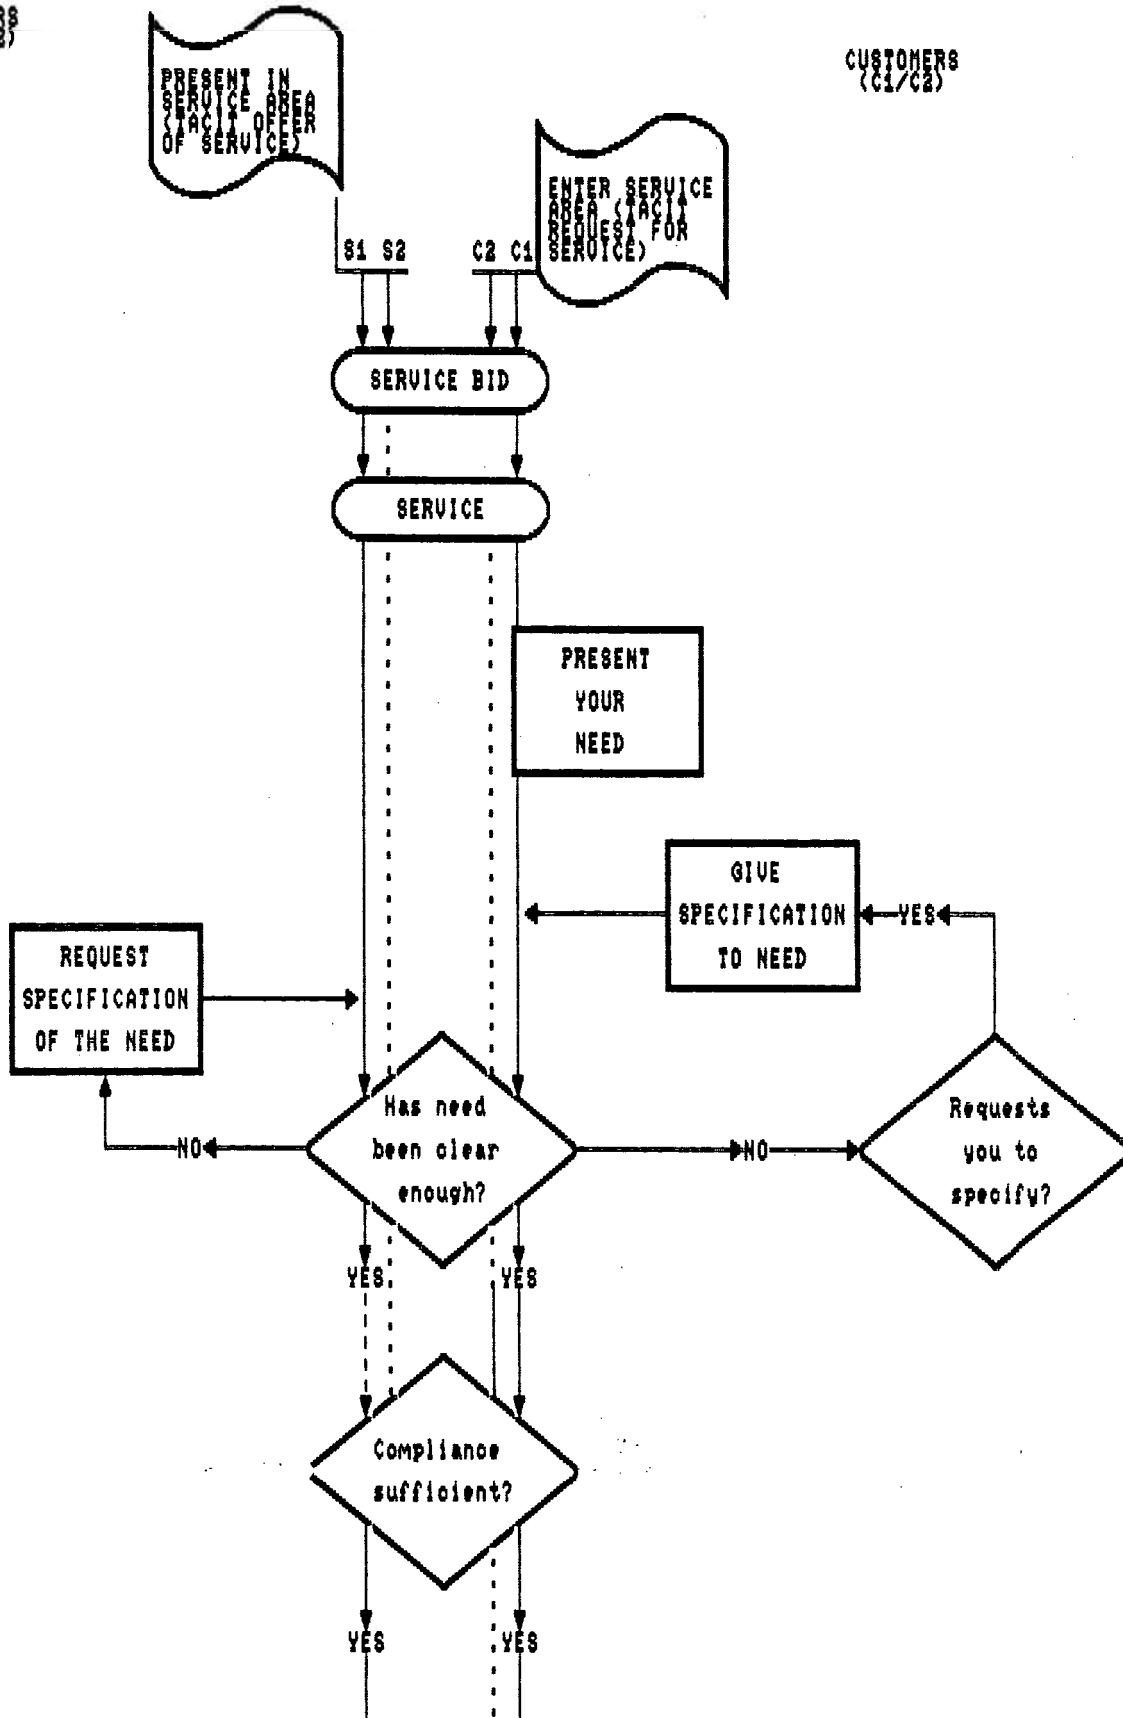 RS
2)
PRESENT IN
SERVICE AREA
(TACIT OFFER
OF SERVICE)
CUSTOMERS
(C1/C2)
ENTER SERVICE
AREA (TACIT
REQUEST FOR
SERVICE)
S1 S2
C2 C1
SERVICE BID
SERVICE
PRESENT
YOUR
NEED
GIVE
SPECIFICATION
TO NEED
YES
REQUEST
SPECIFICATION
OF THE NEED
Has need
been clear
enough?
NO
NO
Requests
you to
specify?
YES
YES
Compliance
sufficient?
YES
YES